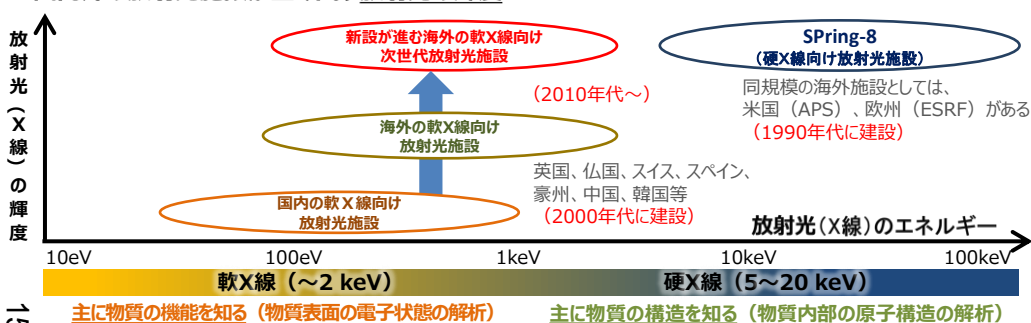 放射光（X線）の輝度
新設が進む海外の軟X線向け
次世代放射光施設
SPring-8
（硬X線向け放射光施設）
（2010年代～）
同規模の海外施設としては、
米国（APS）、欧州（ESRF）がある
（1990年代に建設）
海外の軟X線向け
放射光施設
英国、仏国、スイス、スペイン、
豪州、中国、韓国等
（2000年代に建設）
国内の軟X線向け
放射光施設
放射光(X線)のエネルギー
10eV 100eV 1keV 10keV 100keV
軟X線（～2 keV） 硬X線（5～20 keV）
主に物質の機能を知る（物質表面の電子状態の解析） 主に物質の構造を知る（物質内部の原子構造の解析）